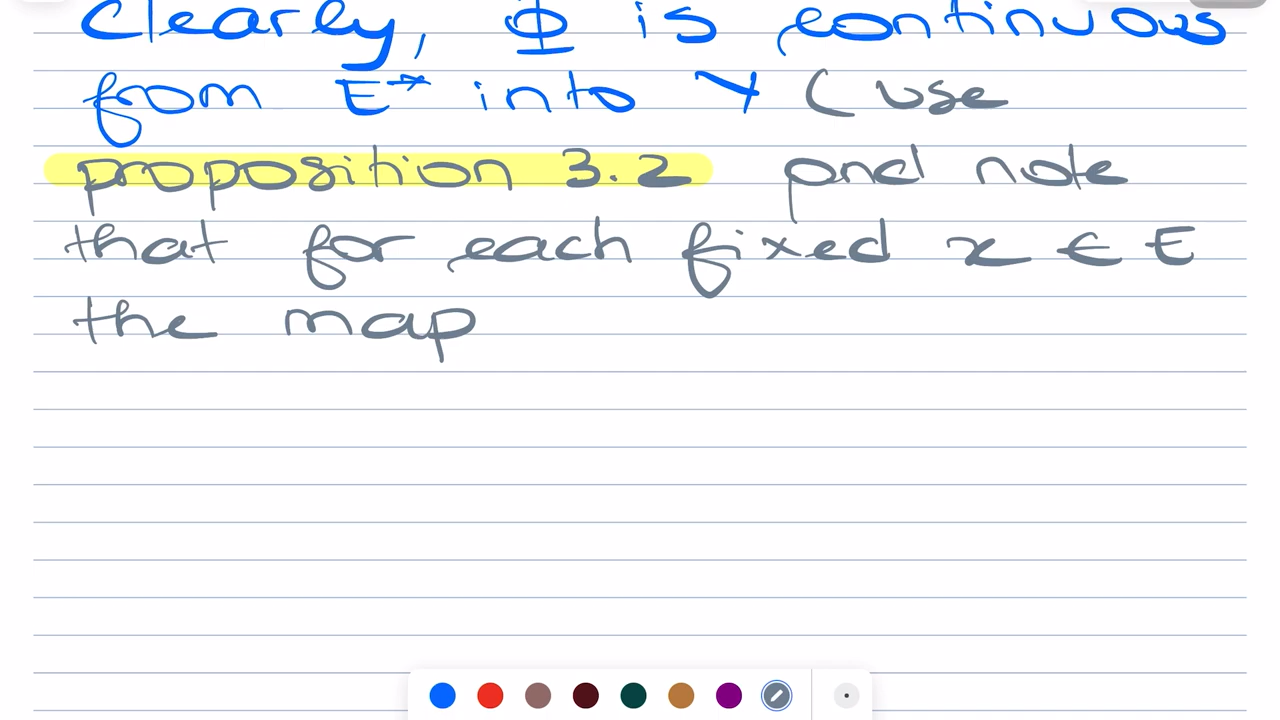 Clearly, Φ is continuous
from E* into Y (use
proposition 3.2 and note
that for each fixed x ∈ E
the map